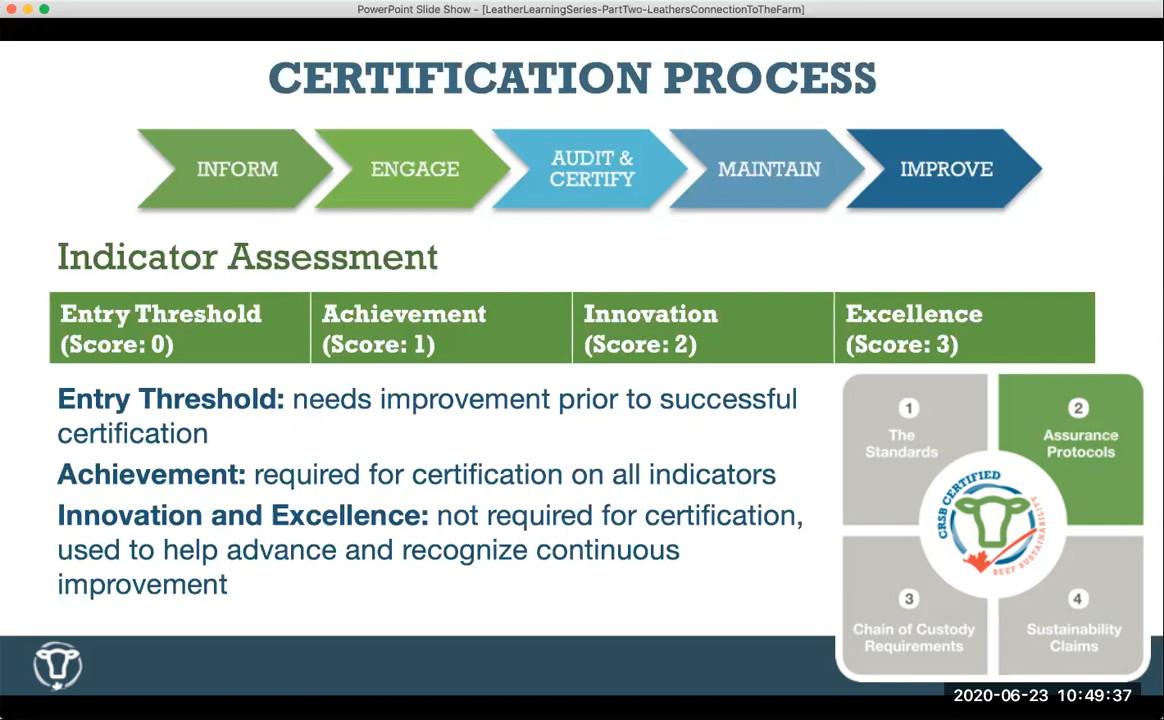 PowerPoint Slide Show - [LeatherLearningSeries-PartTwo-LeathersConnectionToTheFarm]
CERTIFICATION PROCESS
INFORM
ENGAGE
AUDIT &
CERTIFY
MAINTAIN
IMPROVE
Indicator Assessment
Entry Threshold
(Score: 0)
Achievement
(Score: 1)
Innovation
(Score: 2)
Excellence
(Score: 3)
Entry Threshold: needs improvement prior to successful
certification
Achievement: required for certification on all indicators
Innovation and Excellence: not required for certification,
used to help advance and recognize continuous
improvement
1
The
Standards
2
Assurance
Protocols
CRSB CERTIFIED
BEEF SUSTAINABILITY
3
Chain of Custody
Requirements
4
Sustainability
Claims
2020-06-23 10:49:37